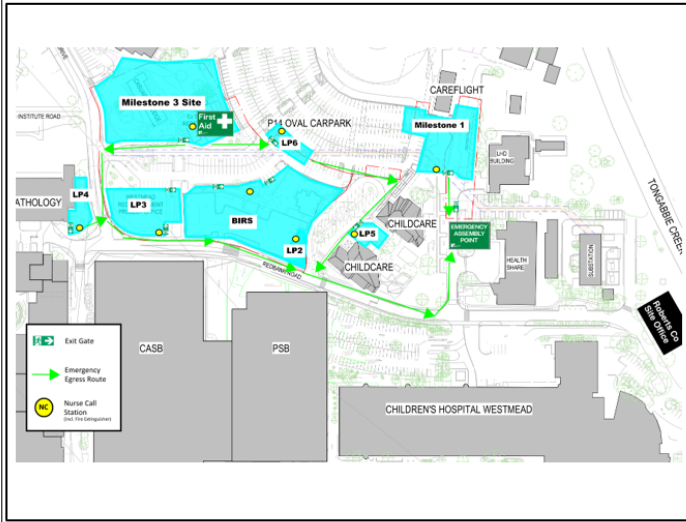 CAREFLIGHT
Milestone 3 Site
First
Aid
INSTITUTE ROAD
P14 OVAL CARPARK
Milestone 1
LP6
U-D
BUILDING
TONGABBIE CREEK
LP4
PATHOLOGY
LP3
BIRS
LP5
CHILDCARE
EMERGENCY
ASSEMBLY
POINT
LP2
CHILDCARE
HEALTH
SHARE
SUBSTATION
REDBANK ROAD
Roberts Co
Site Office
Exit Gate
Emergency
Egress Route
NC
Nurse Call
Station
(incl. Fire Extinguisher)
CASB
PSB
CHILDREN'S HOSPITAL WESTMEAD